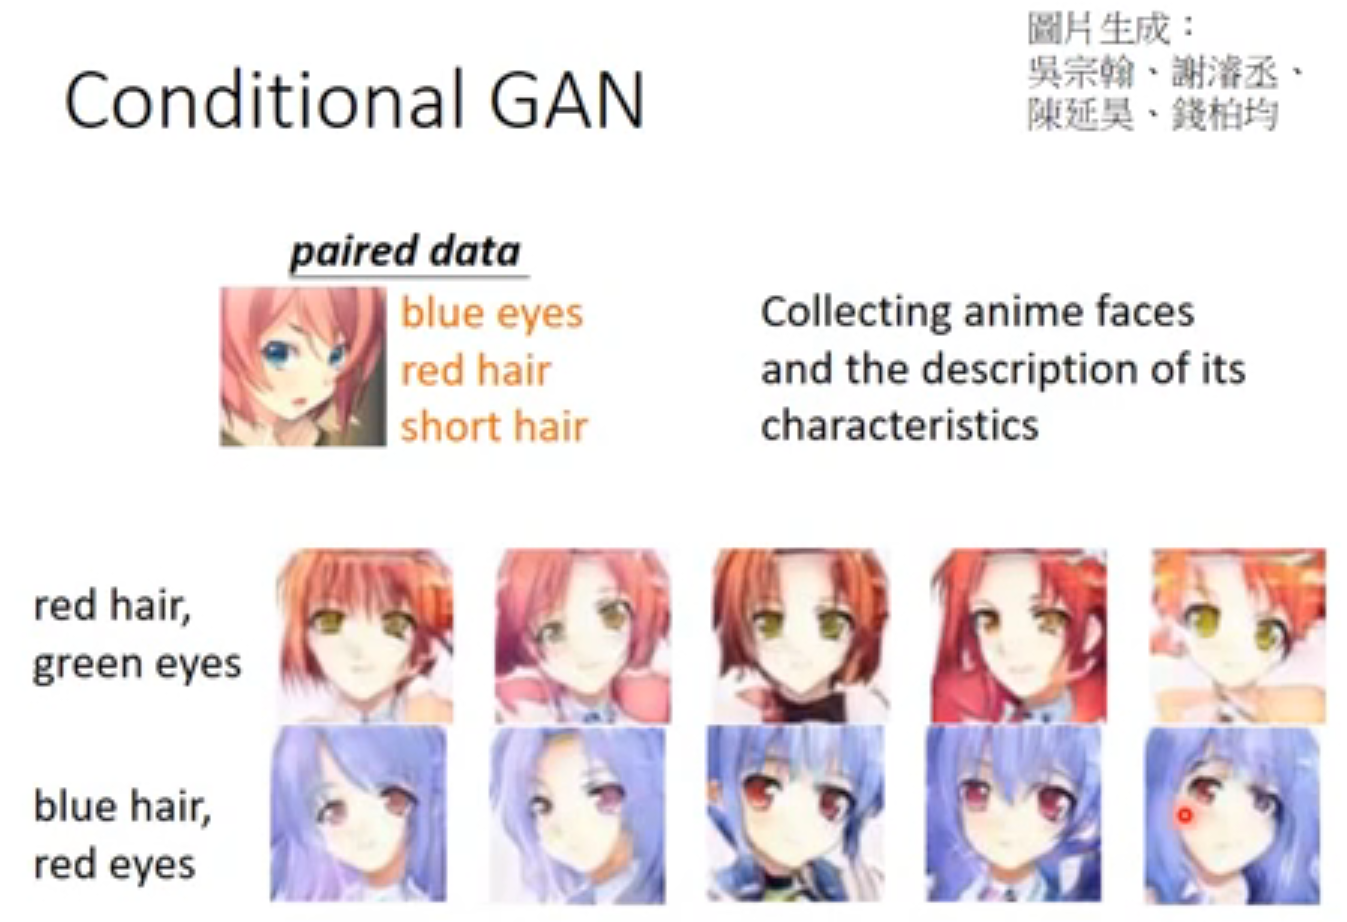 Conditional GAN
圖片生成：
吳宗翰、謝濬丞、
陳延昊、錢柏均
paired data
blue eyes
red hair
short hair
Collecting anime faces
and the description of its
characteristics
red hair,
green eyes
blue hair,
red eyes